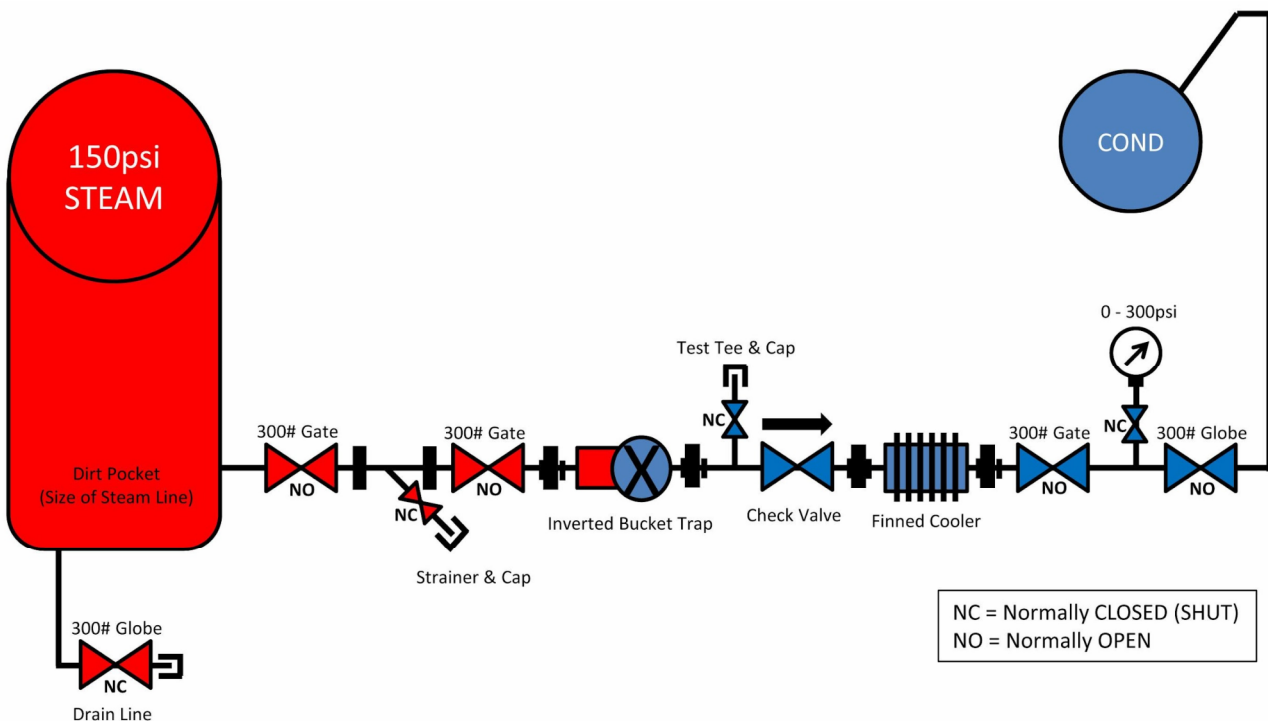 150psi
STEAM
COND
0 - 300psi
Test Tee & Cap
NC
NC
300# Gate
300# Gate
300# Gate
300# Globe
Dirt Pocket
(Size of Steam Line)
NO
NO
NO
NO
NC
Inverted Bucket Trap
Check Valve
Finned Cooler
Strainer & Cap
NC = Normally CLOSED (SHUT)
NO = Normally OPEN
300# Globe
NC
Drain Line